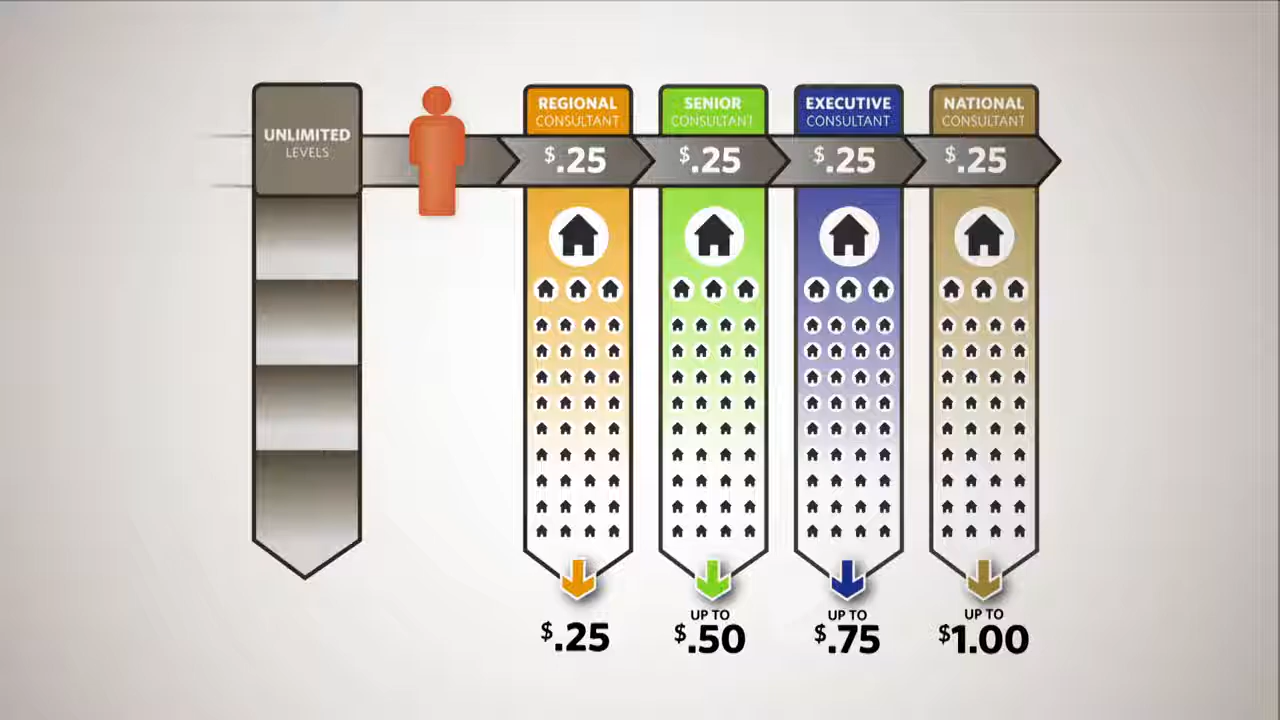 UNLIMITED
LEVELS
REGIONAL
CONSULTANT
$.25
SENIOR
CONSULTANT
$.25
EXECUTIVE
CONSULTANT
$.25
NATIONAL
CONSULTANT
$.25
$.25
UP TO
$.50
UP TO
$.75
UP TO
$1.00